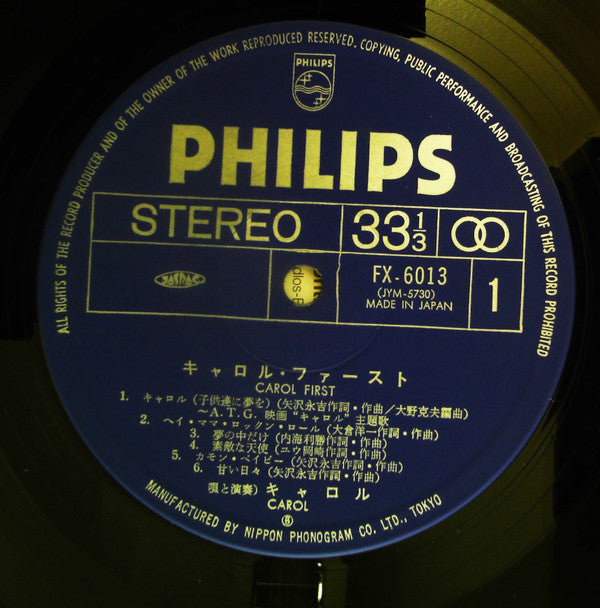 ALL RIGHTS OF THE RECORD PRODUCER AND OF THE OWNER OF THE WORK REPRODUCED RESERVED. COPYING, PUBLIC PERFORMANCE AND BROADCASTING OF THIS RECORD PROHIBITED
PHILIPS
PHILIPS
STEREO 33 1/3
JASRAC
FX-6013
(JYM-5730)
MADE IN JAPAN
1
キャロル・ファースト
CAROL FIRST
1. キャロル(子供達に夢を)(矢沢永吉作詞・作曲/大野克夫編曲)
〜A.T.G. 映画 “キャロル” 主題歌
2. ヘイ・ママ・ロックン・ロール(大倉洋一作詞・作曲)
3. 夢の中だけ(内海利勝作詞・作曲)
4. 素敵な天使(ユウ岡崎作詞・作曲)
5. カモン・ベイビー(矢沢永吉作詞・作曲)
6. 甘い日々(矢沢永吉作詞・作曲)
唄と演奏)キャロル
CAROL
Ⓟ
MANUFACTURED BY NIPPON PHONOGRAM CO. LTD., TOKYO